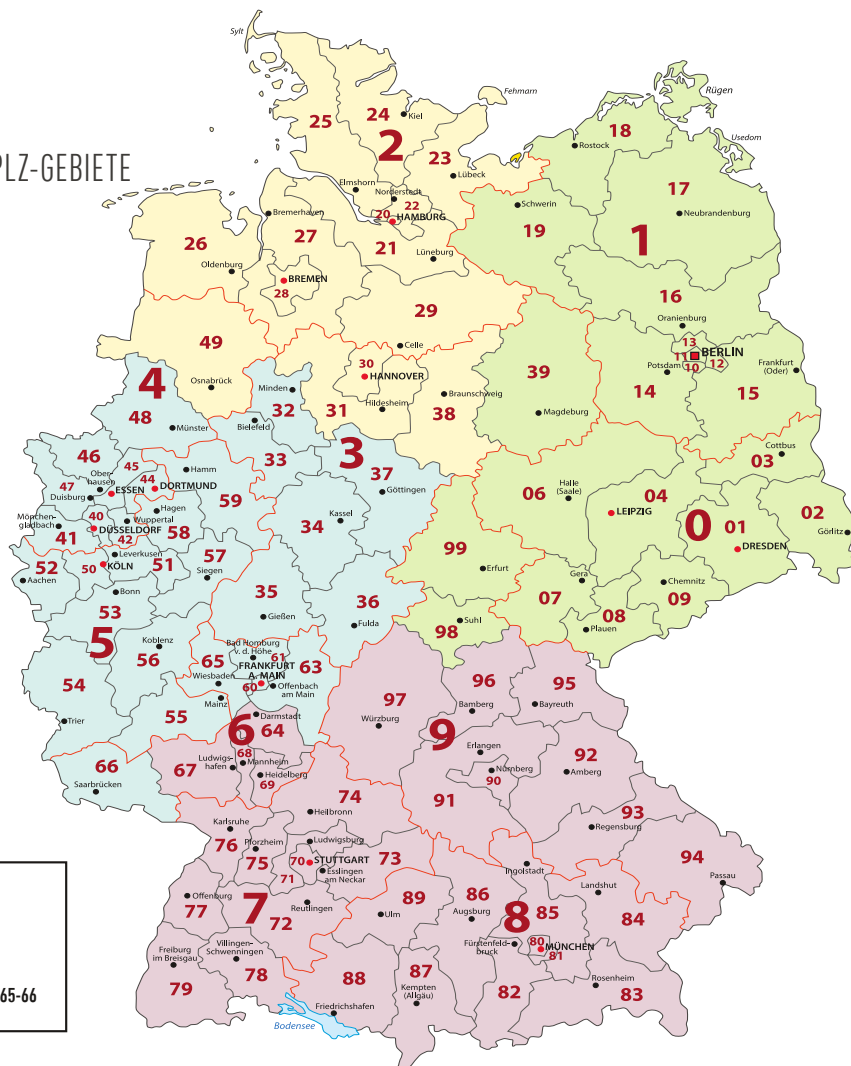 Sylt
Fehmarn
Rügen
25
24
Kiel
2
23
18
Rostock
Usedom
PLZ-GEBIETE
17
Elmshorn
Norderstedt
Lübeck
22
20
HAMBURG
Schwerin
Neubrandenburg
Bremerhaven
26
27
21
19
1
Oldenburg
Lüneburg
BREMEN
28
16
29
Oranienburg
49
Celle
13
11
BERLIN
10
12
30
HANNOVER
39
Potsdam
Frankfurt
(Oder)
4
Osnabrück
Minden
14
15
48
32
31
Hildesheim
Braunschweig
38
Magdeburg
Münster
Bielefeld
46
33
3
Cottbus
03
45
Ober-
hausen
Hamm
37
47
44
DORTMUND
Göttingen
Duisburg
ESSEN
59
06
Halle
(Saale)
04
Hagen
40
Mönchen-
gladbach
DÜSSELDORF
Wuppertal
34
Kassel
LEIPZIG
0
01
02
41
42
58
Görlitz
Leverkusen
57
99
DRESDEN
52
50
KÖLN
51
Siegen
Erfurt
Gera
Chemnitz
Aachen
Bonn
35
36
07
09
53
Gießen
Fulda
Suhl
08
98
Plauen
5
Koblenz
Bad Homburg
v. d. Höhe
56
65
61
63
FRANKFURT
A. MAIN
54
Wiesbaden
60
Offenbach
am Main
97
96
95
Mainz
Bamberg
Bayreuth
55
Darmstadt
Trier
6
64
Würzburg
9
66
67
68
Ludwigs-
hafen
Mannheim
Erlangen
92
Saarbrücken
Heidelberg
69
Nürnberg
90
Amberg
74
91
93
Heilbronn
Karlsruhe
Regensburg
76
Pforzheim
Ludwigsburg
75
70
STUTTGART
73
94
71
Esslingen
am Neckar
Ingolstadt
Passau
Offenburg
89
86
Landshut
77
7
Reutlingen
Ulm
Augsburg
8
85
84
72
Freiburg
im Breisgau
Villingen-
Schwenningen
Fürstenfeld-
bruck
80
MÜNCHEN
81
79
78
88
87
Kempten
(Allgäu)
82
Rosenheim
83
Friedrichshafen
Bodensee
65-66